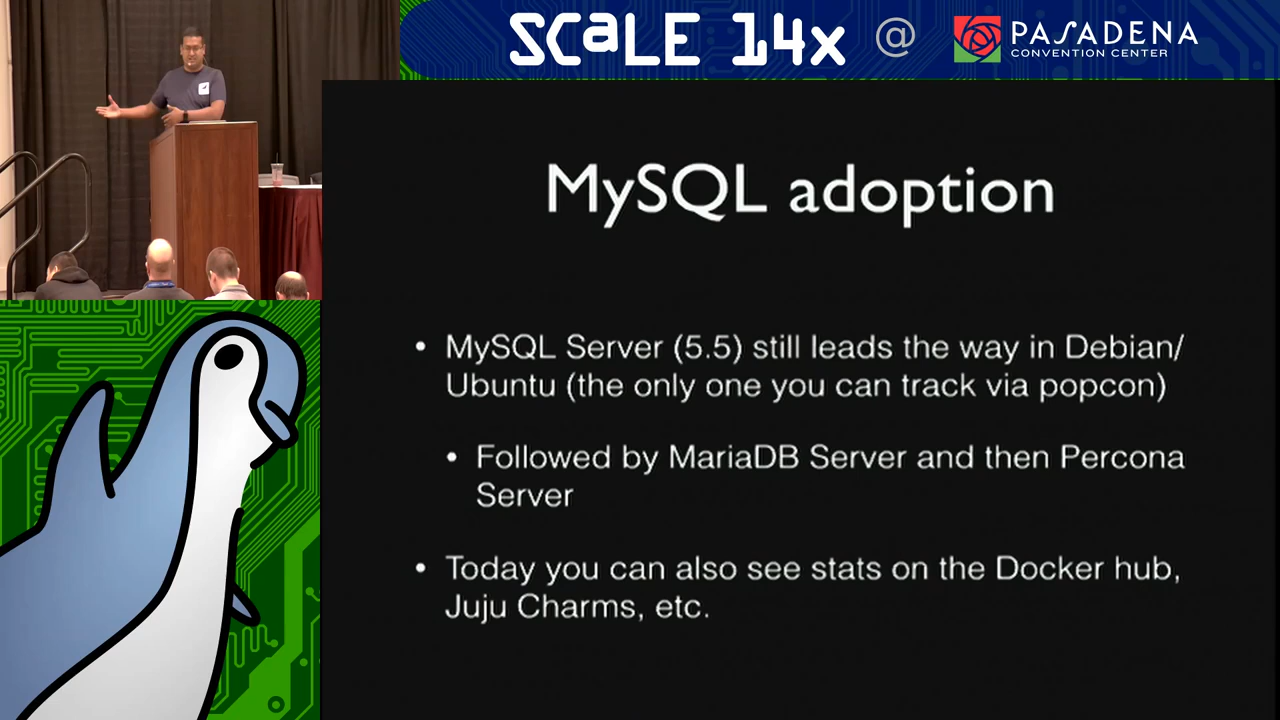 SCALE 14x @ PASADENA
CONVENTION CENTER
MySQL adoption
• MySQL Server (5.5) still leads the way in Debian/
Ubuntu (the only one you can track via popcon)
• Followed by MariaDB Server and then Percona
Server
• Today you can also see stats on the Docker hub,
Juju Charms, etc.